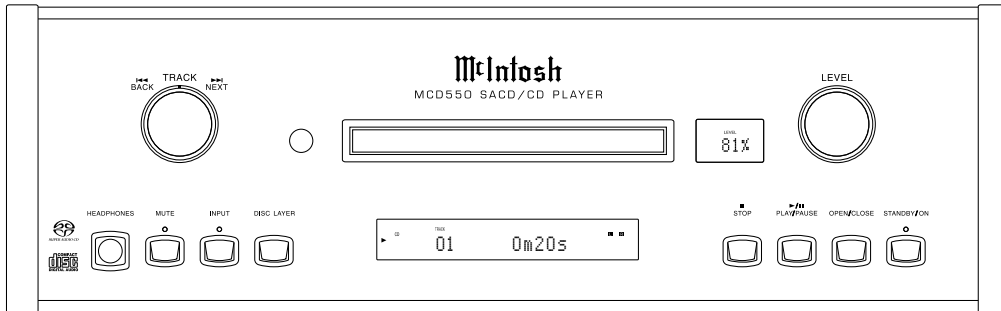 McIntosh
MCD550 SACD/CD PLAYER
TRACK
BACK
NEXT
LEVEL
LEVEL
81%
HEADPHONES
MUTE
INPUT
DISC LAYER
CD
TRACK
01
0m20s
STOP
PLAY/PAUSE
OPEN/CLOSE
STANDBY/ON
SUPER AUDIO CD
COMPACT
disc
DIGITAL AUDIO